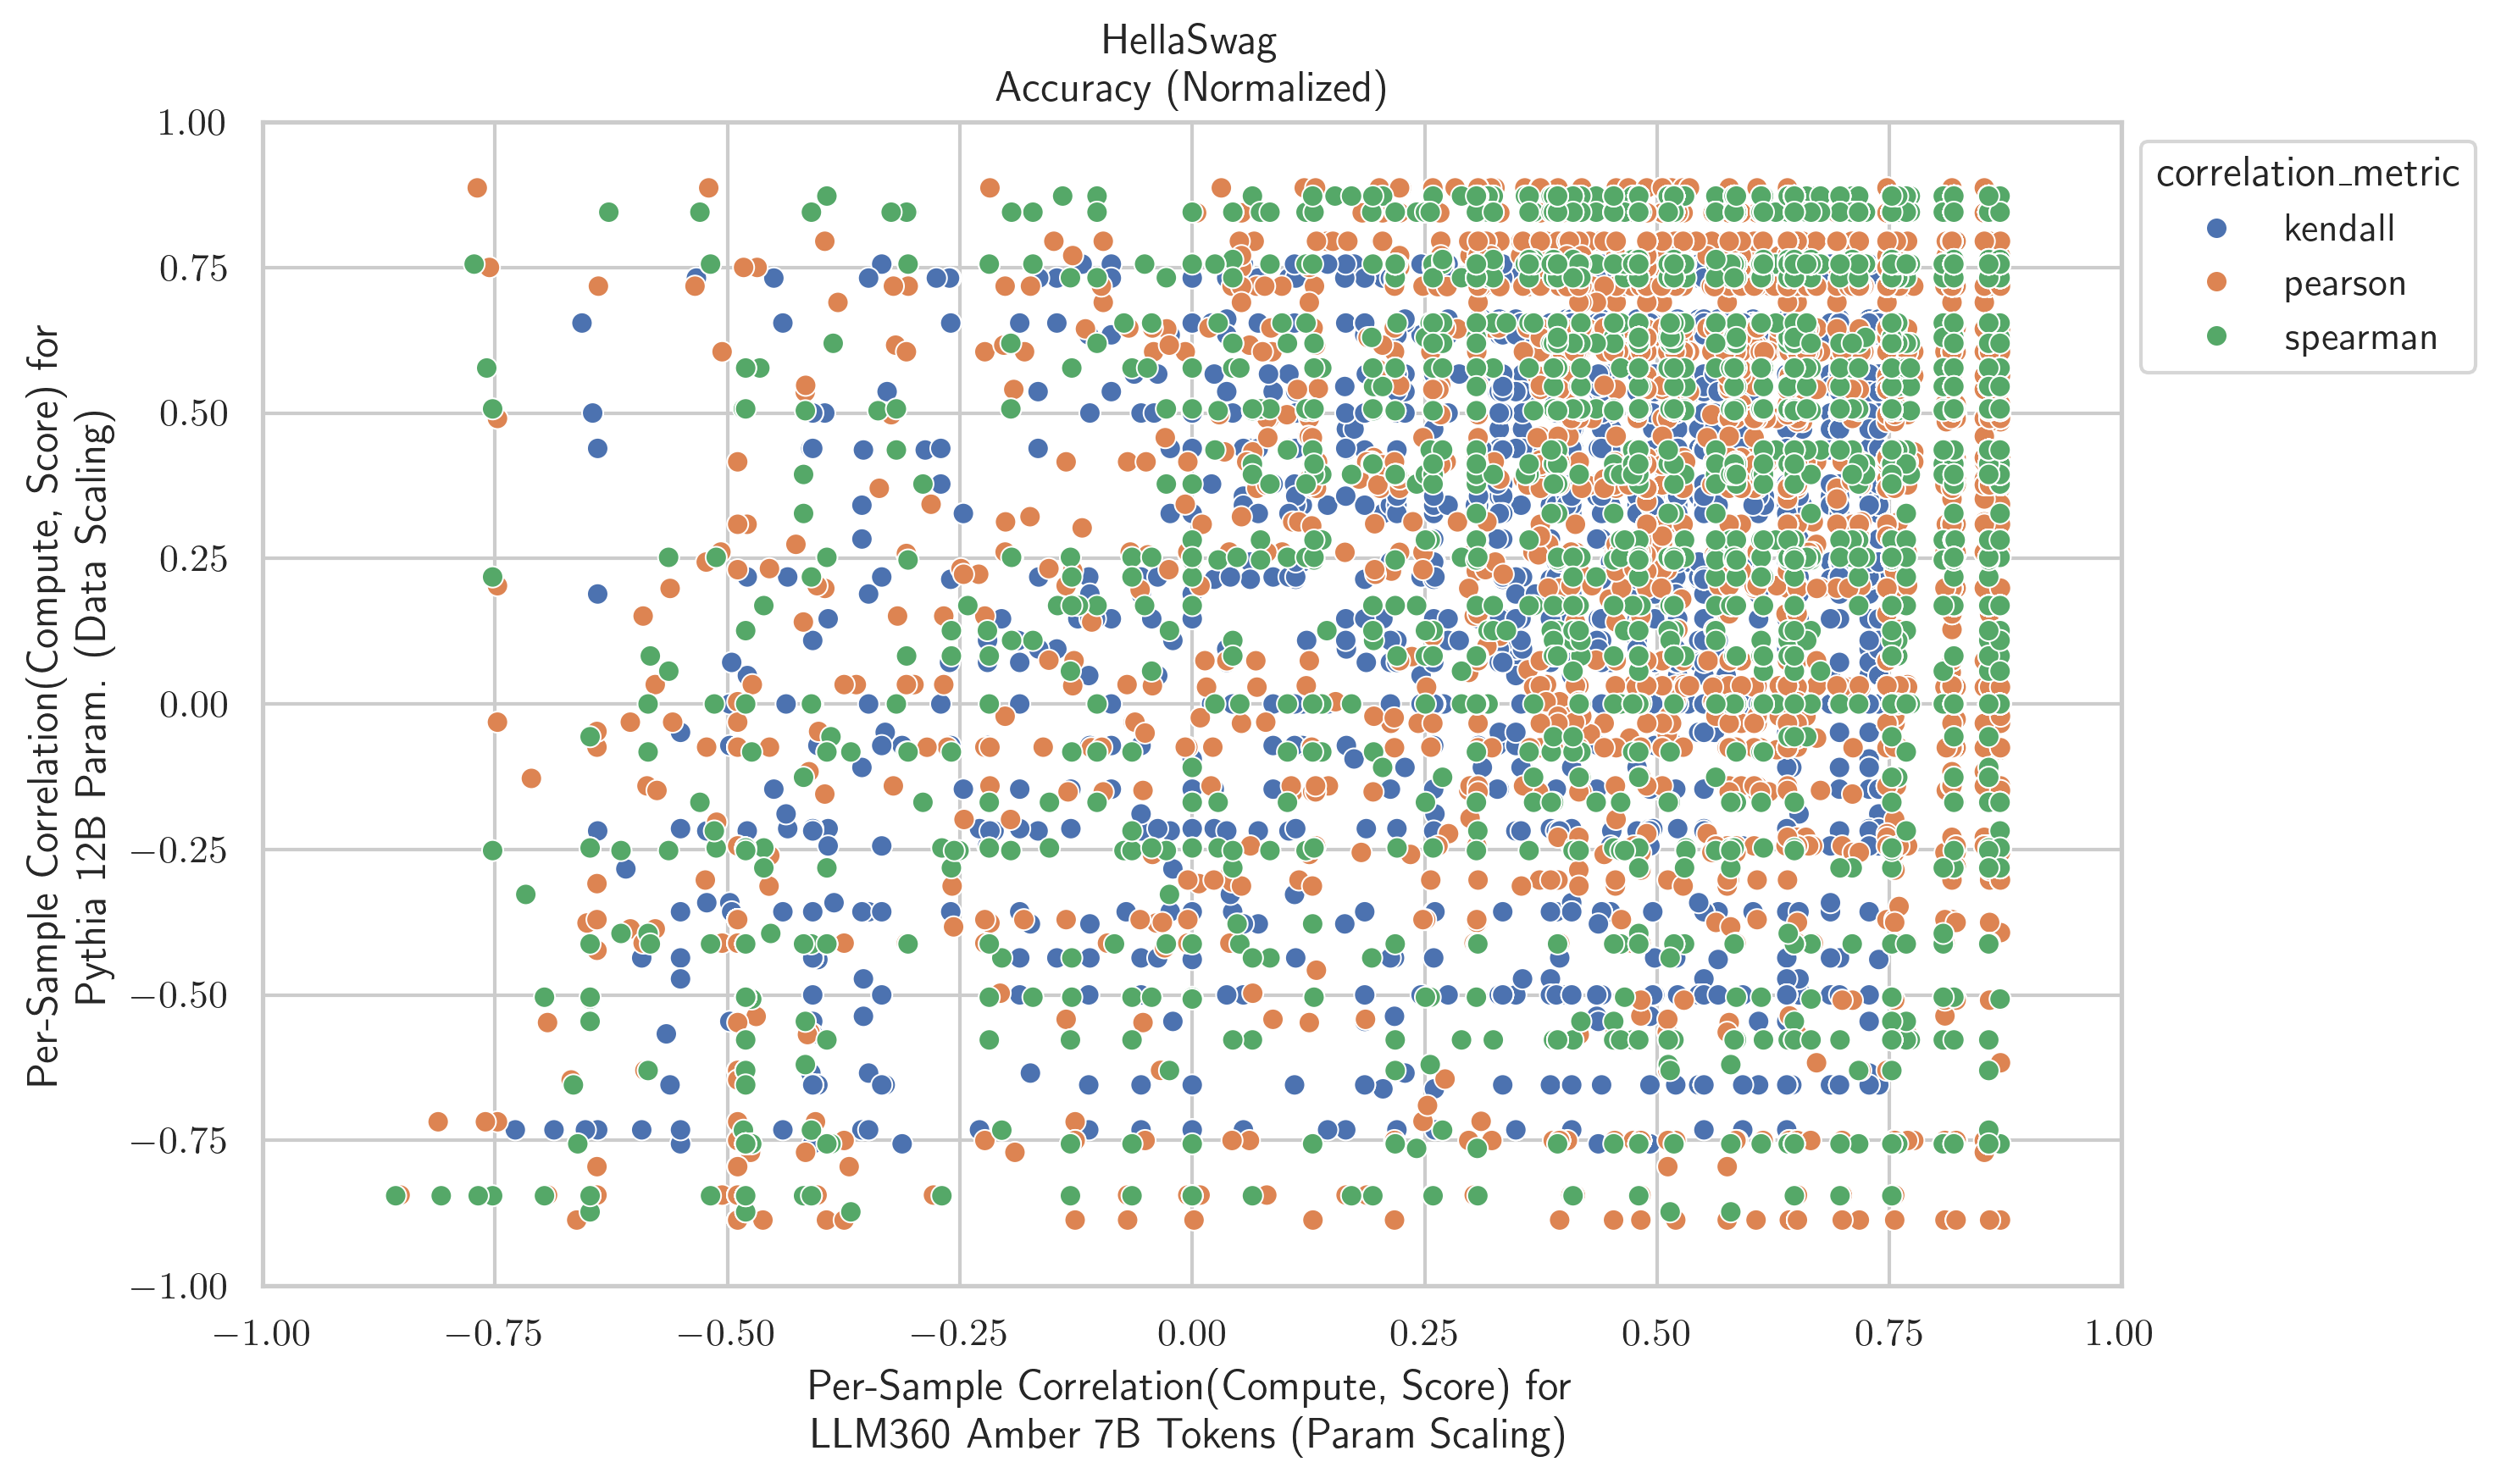 HellaSwag
Accuracy (Normalized)
1.00
0.75
0.50
0.25
0.00
−0.25
−0.50
−0.75
−1.00
Per-Sample Correlation(Compute, Score) for
Pythia 12B Param. (Data Scaling)
correlation_metric
kendall
pearson
spearman
−1.00 −0.75 −0.50 −0.25 0.00 0.25 0.50 0.75 1.00
Per-Sample Correlation(Compute, Score) for
LLM360 Amber 7B Tokens (Param Scaling)